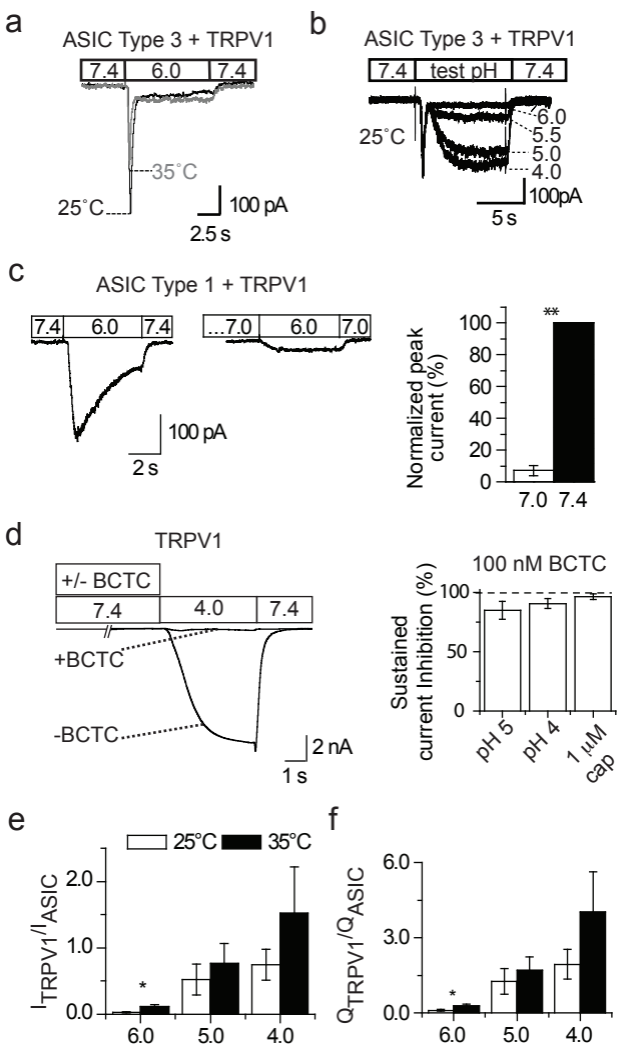 a
ASIC Type 3 + TRPV1
7.4 6.0 7.4
35°C
25°C
100 pA
2.5 s
b
ASIC Type 3 + TRPV1
7.4 test pH 7.4
25°C
6.0
5.5
5.0
4.0
100pA
5 s
c
ASIC Type 1 + TRPV1
7.4 6.0 7.4
...7.0 6.0 7.0
100 pA
2 s
Normalized peak
current (%)
100
80
60
40
20
0
**
7.0 7.4
d
TRPV1
+/- BCTC
7.4 4.0 7.4
+BCTC
-BCTC
2 nA
1 s
100 nM BCTC
Sustained
current Inhibition (%)
100
50
0
pH 5
pH 4
1 µM
cap
e
25°C 35°C
I TRPV1/I ASIC
2.0
1.0
0.0
*
6.0 5.0 4.0
f
Q TRPV1/Q ASIC
6.0
3.0
0.0
*
6.0 5.0 4.0